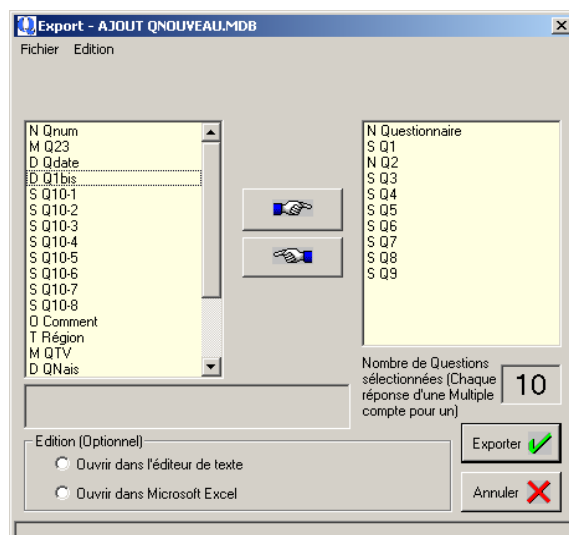 Export - AJOUT QNOUVEAU.MDB
Fichier Edition
N Qnum
M Q23
D Qdate
D Q1bis
S Q10-1
S Q10-2
S Q10-3
S Q10-4
S Q10-5
S Q10-6
S Q10-7
S Q10-8
O Comment
T Région
M QTV
D QNais
N Questionnaire
S Q1
N Q2
S Q3
S Q4
S Q5
S Q6
S Q7
S Q8
S Q9
Nombre de Questions
sélectionnées (Chaque
réponse d'une Multiple
compte pour un)
10
Edition (Optionnel)
Ouvrir dans l'éditeur de texte
Ouvrir dans Microsoft Excel
Exporter
Annuler